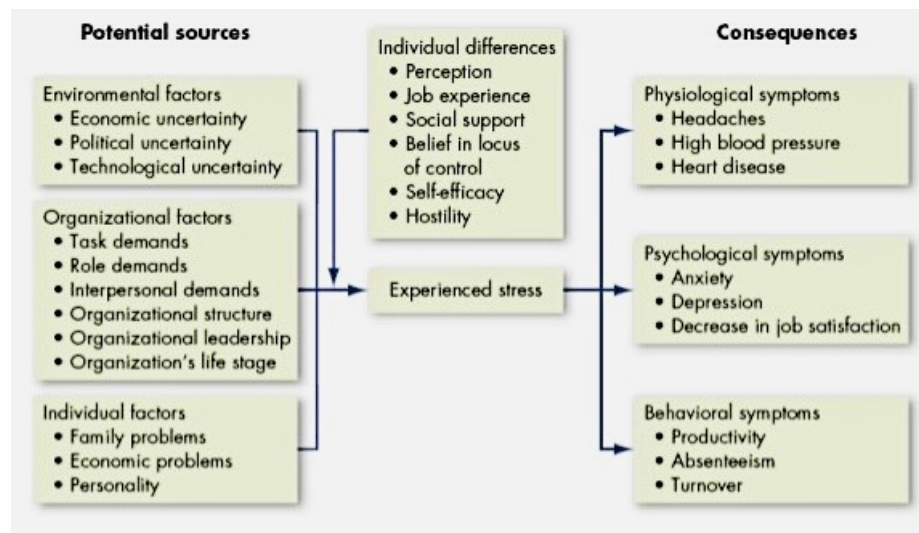 Potential sources
Environmental factors
• Economic uncertainty
• Political uncertainty
• Technological uncertainty
Organizational factors
• Task demands
• Role demands
• Interpersonal demands
• Organizational structure
• Organizational leadership
• Organization's life stage
Individual factors
• Family problems
• Economic problems
• Personality
Individual differences
• Perception
• Job experience
• Social support
• Belief in locus
of control
• Self-efficacy
• Hostility
Experienced stress
Consequences
Physiological symptoms
• Headaches
• High blood pressure
• Heart disease
Psychological symptoms
• Anxiety
• Depression
• Decrease in job satisfaction
Behavioral symptoms
• Productivity
• Absenteeism
• Turnover